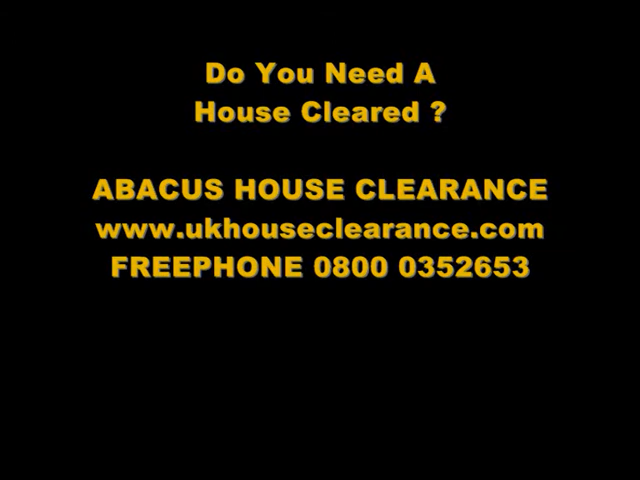 Do You Need A
House Cleared ?
ABACUS HOUSE CLEARANCE
www.ukhouseclearance.com
FREEPHONE 0800 0352653